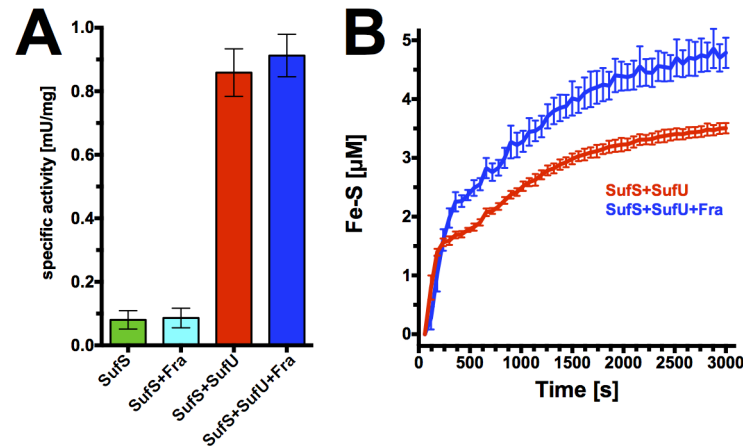 A
specific activity [mU/mg]
1.0
0.8
0.6
0.4
0.2
0.0
SufS
SufS+Fra
SufS+SufU
SufS+SufU+Fra
B
Fe-S [µM]
5
4
3
2
1
0
SufS+SufU
SufS+SufU+Fra
0 500 1000 1500 2000 2500 3000
Time [s]